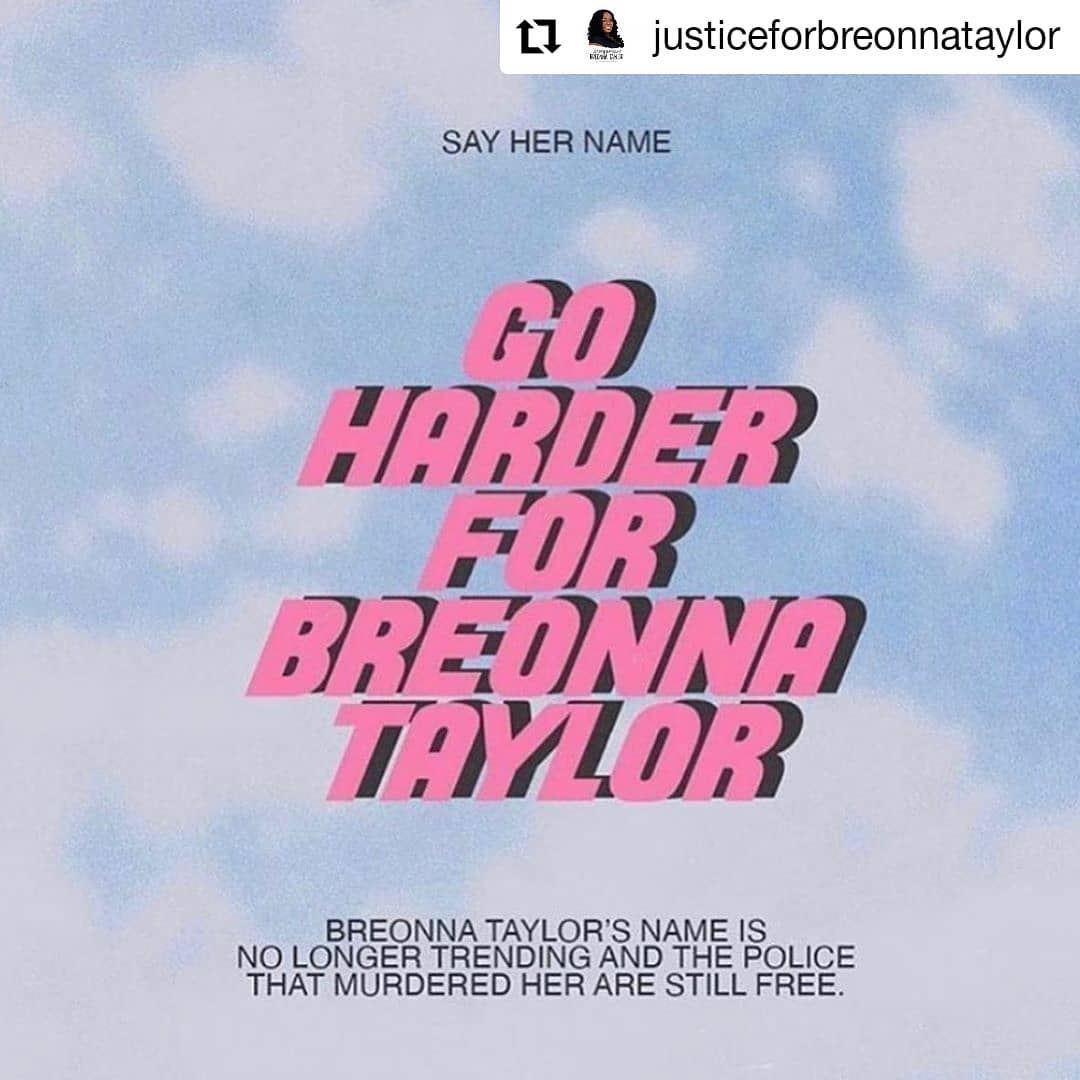 justiceforbreonnataylor
SAY HER NAME
GO
HARDER
FOR
BREONNA
TAYLOR
BREONNA TAYLOR'S NAME IS
NO LONGER TRENDING AND THE POLICE
THAT MURDERED HER ARE STILL FREE.